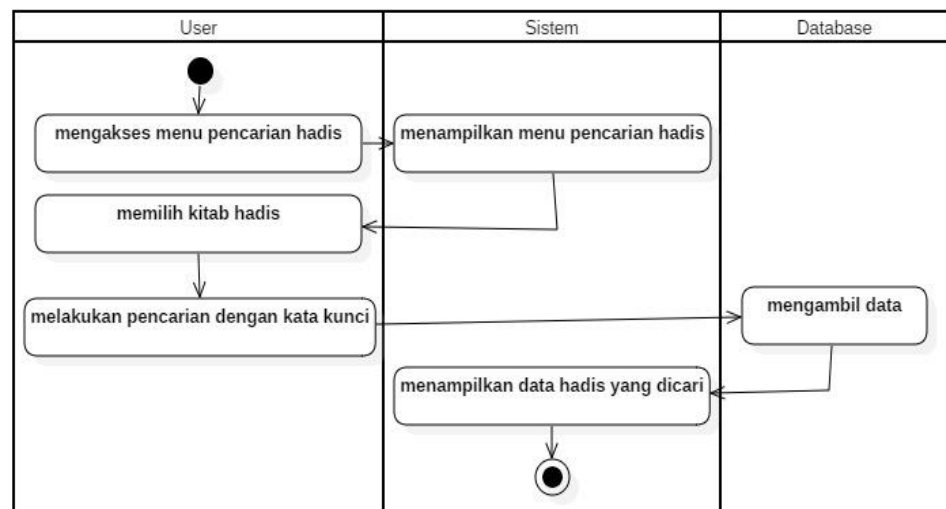 User
Sistem
Database
mengakses menu pencarian hadis
menampilkan menu pencarian hadis
memilih kitab hadis
melakukan pencarian dengan kata kunci
mengambil data
menampilkan data hadis yang dicari